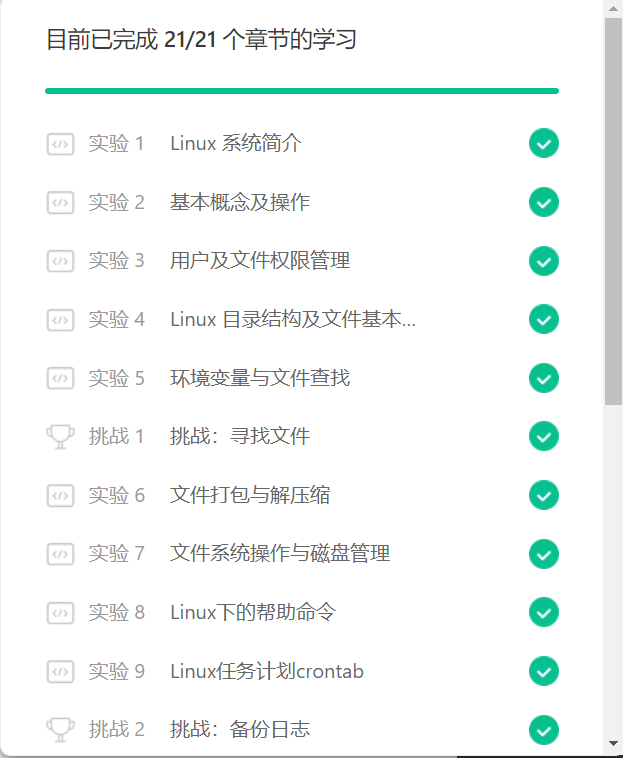 目前已完成 21/21 个章节的学习
实验 1 Linux 系统简介
实验 2 基本概念及操作
实验 3 用户及文件权限管理
实验 4 Linux 目录结构及文件基本...
实验 5 环境变量与文件查找
挑战 1 挑战：寻找文件
实验 6 文件打包与解压缩
实验 7 文件系统操作与磁盘管理
实验 8 Linux下的帮助命令
实验 9 Linux任务计划crontab
挑战 2 挑战：备份日志